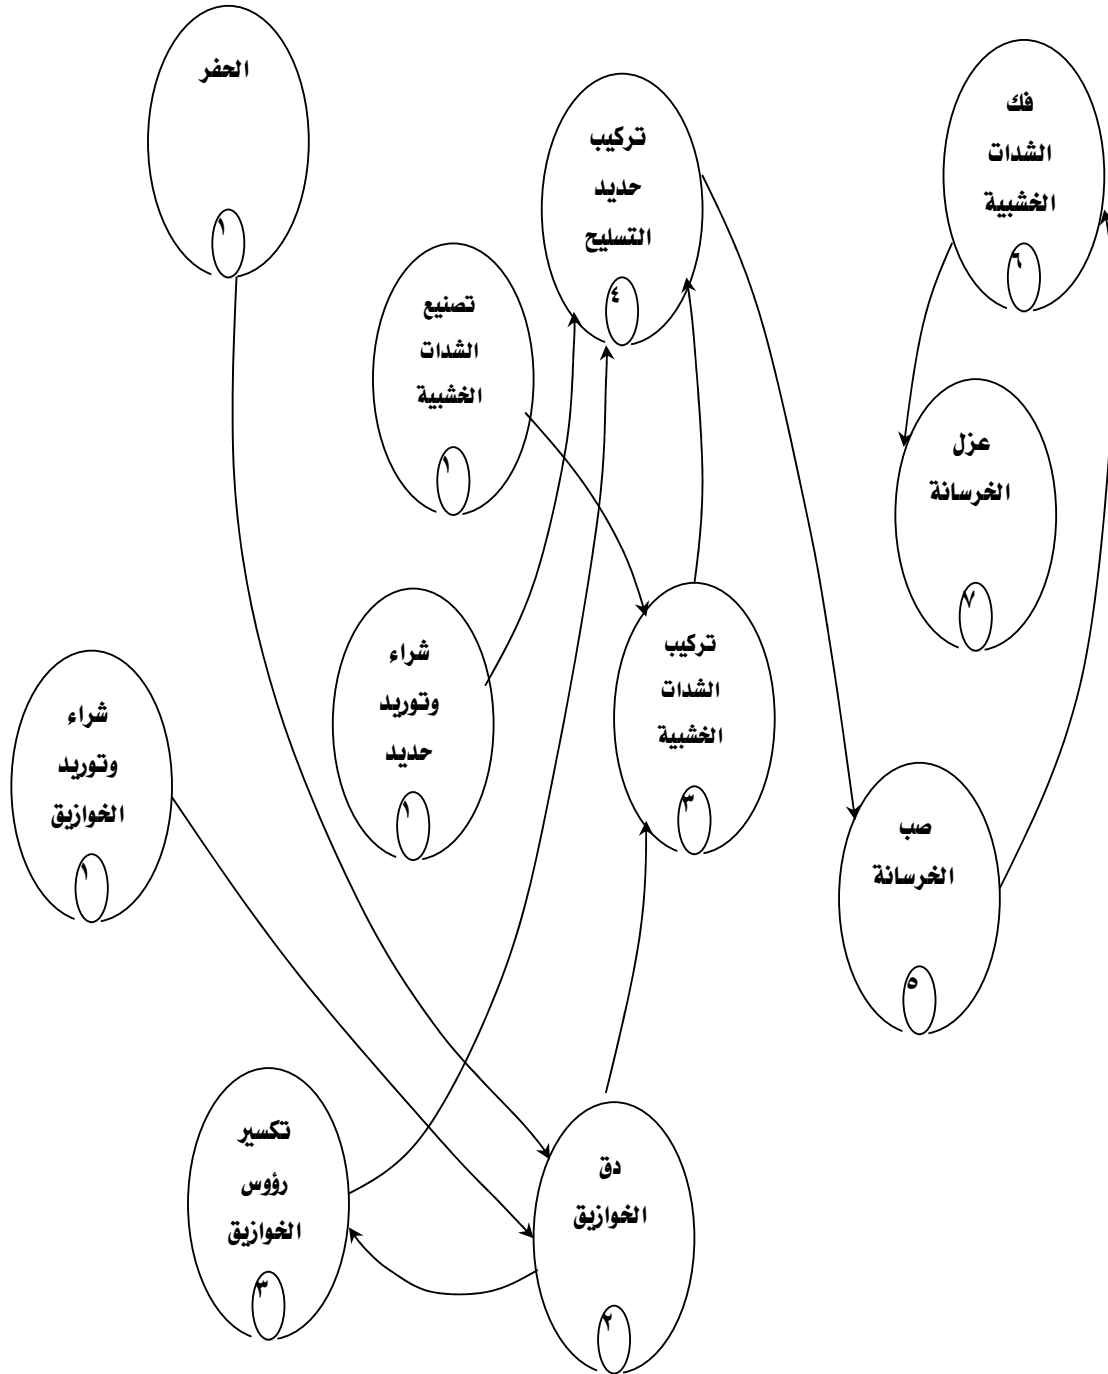 الحفر
١
تركيب
حديد
التسليح
٤
فك
الشدات
الخشبية
٦
تصنيع
الشدات
الخشبية
١
عزل
الخرسانة
٧
شراء
وتوريد
حديد
١
تركيب
الشدات
الخشبية
٣
شراء
وتوريد
الخوازيق
١
صب
الخرسانة
٥
تكسير
رؤوس
الخوازيق
٣
دق
الخوازيق
٢